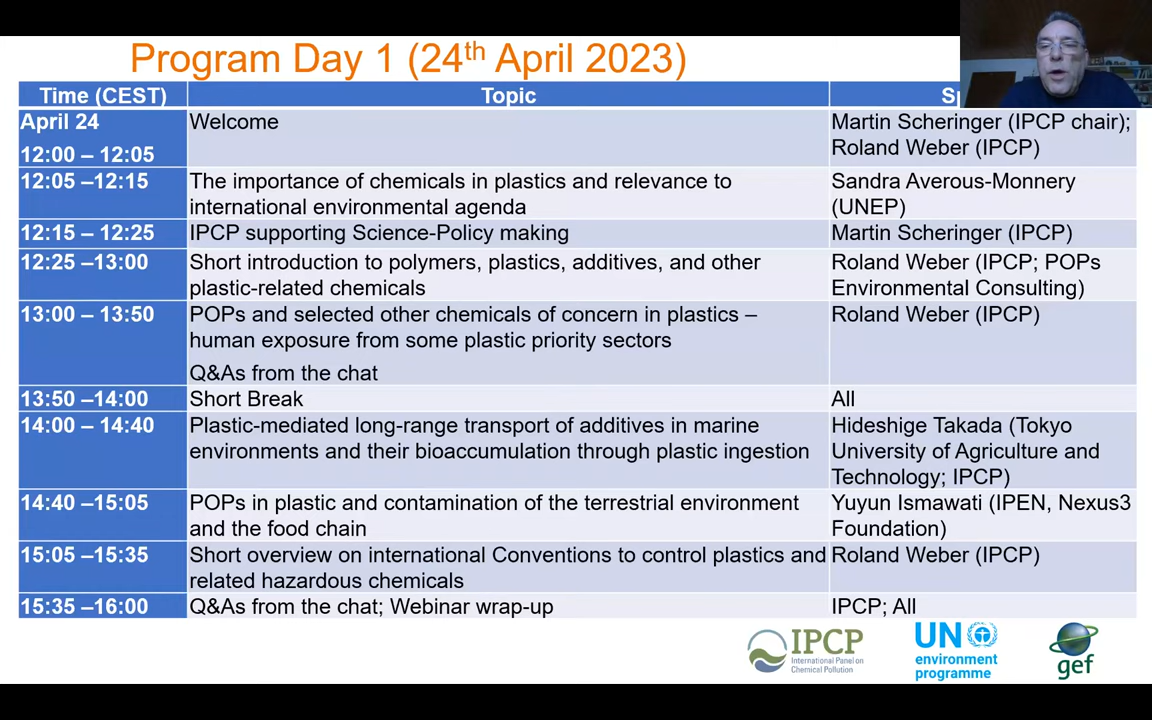 Program Day 1 (24th April 2023)
Time (CEST)
Topic
Sp
April 24
12:00 – 12:05
Welcome
Martin Scheringer (IPCP chair);
Roland Weber (IPCP)
12:05 –12:15
The importance of chemicals in plastics and relevance to
international environmental agenda
Sandra Averous-Monnery
(UNEP)
12:15 – 12:25
IPCP supporting Science-Policy making
Martin Scheringer (IPCP)
12:25 –13:00
Short introduction to polymers, plastics, additives, and other
plastic-related chemicals
Roland Weber (IPCP; POPs
Environmental Consulting)
13:00 – 13:50
POPs and selected other chemicals of concern in plastics –
human exposure from some plastic priority sectors
Q&As from the chat
Roland Weber (IPCP)
13:50 –14:00
Short Break
All
14:00 – 14:40
Plastic-mediated long-range transport of additives in marine
environments and their bioaccumulation through plastic ingestion
Hideshige Takada (Tokyo
University of Agriculture and
Technology; IPCP)
14:40 –15:05
POPs in plastic and contamination of the terrestrial environment
and the food chain
Yuyun Ismawati (IPEN, Nexus3
Foundation)
15:05 –15:35
Short overview on international Conventions to control plastics and
related hazardous chemicals
Roland Weber (IPCP)
15:35 –16:00
Q&As from the chat; Webinar wrap-up
IPCP; All
IPCP
International Panel on
Chemical Pollution
UN
environment
programme
gef